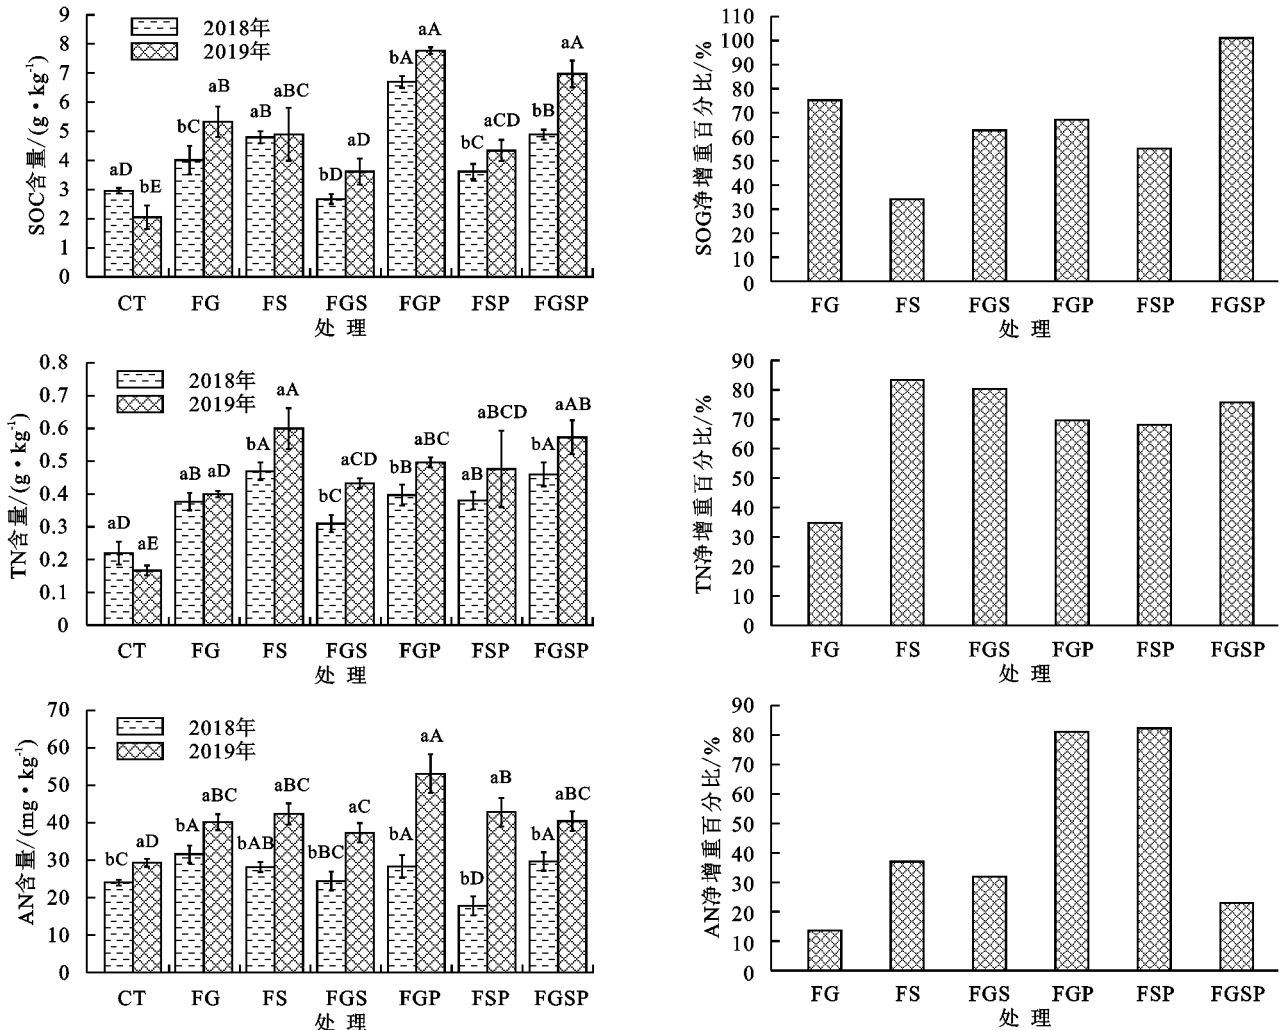 9
8
7
6
5
4
3
2
1
0
SOC含量/(g·kg⁻¹)
2018年
2019年
aD
bE
bC
aB
aB
aBC
bD
aD
bA
aA
bC
aCD
bB
aA
CT FG FS FGS FGP FSP FGSP
处 理
110
100
90
80
70
60
50
40
30
20
10
0
SOG净增重百分比/%
FG FS FGS FGP FSP FGSP
处 理
0.8
0.7
0.6
0.5
0.4
0.3
0.2
0.1
0
TN含量/(g·kg⁻¹)
2018年
2019年
aD
aE
aB
aD
bA
aA
bC
aCD
bB
aBC
aB
aBCD
bA
aAB
CT FG FS FGS FGP FSP FGSP
处 理
90
80
70
60
50
40
30
20
10
0
TN净增重百分比/%
FG FS FGS FGP FSP FGSP
处 理
70
60
50
40
30
20
10
0
AN含量/(mg·kg⁻¹)
2018年
2019年
bC
aD
bA
aBC
bAB
aBC
bBC
aC
bA
aA
bD
aB
bA
aBC
CT FG FS FGS FGP FSP FGSP
处 理
90
80
70
60
50
40
30
20
10
0
AN净增重百分比/%
FG FS FGS FGP FSP FGSP
处 理